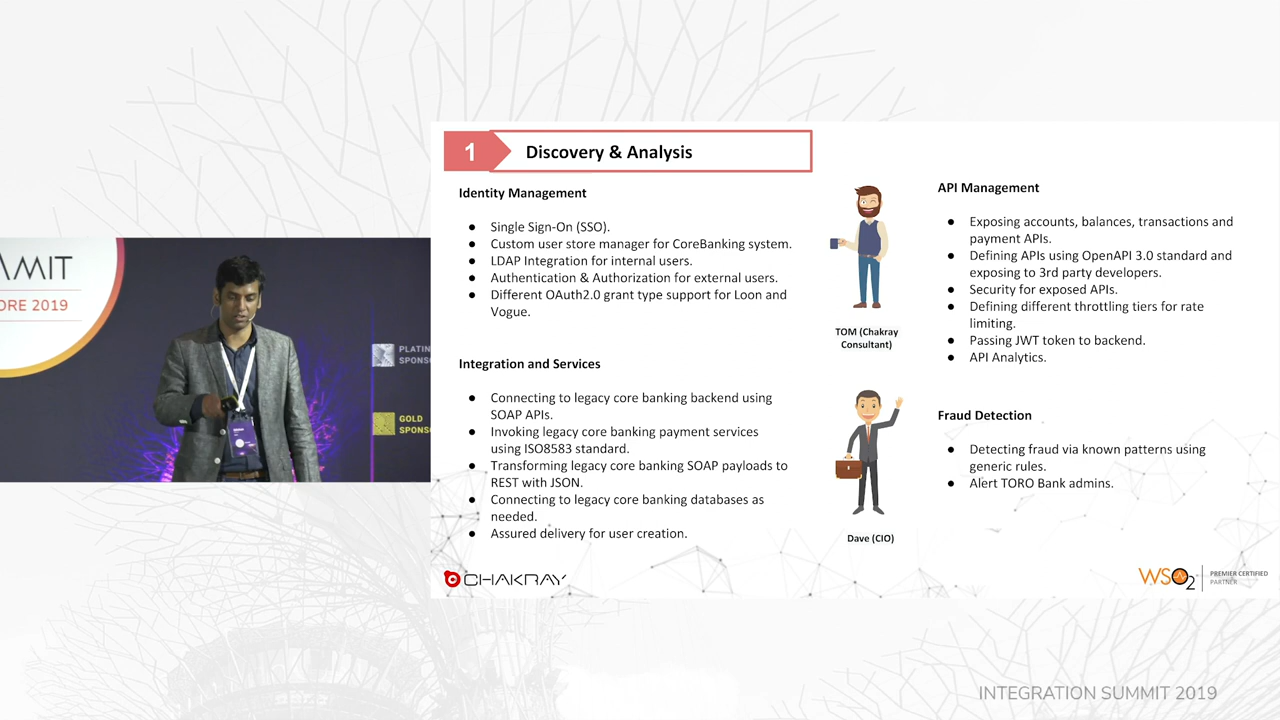 AMIT
ORE 2019
PLATIN
SPONSO
GOLD
SPONS
1
Discovery & Analysis
Identity Management
● Single Sign-On (SSO).
● Custom user store manager for CoreBanking system.
● LDAP Integration for internal users.
● Authentication & Authorization for external users.
● Different OAuth2.0 grant type support for Loon and
Vogue.
Integration and Services
● Connecting to legacy core banking backend using
SOAP APIs.
● Invoking legacy core banking payment services
using ISO8583 standard.
● Transforming legacy core banking SOAP payloads to
REST with JSON.
● Connecting to legacy core banking databases as
needed.
● Assured delivery for user creation.
TOM (Chakray
Consultant)
Dave (CIO)
API Management
● Exposing accounts, balances, transactions and
payment APIs.
● Defining APIs using OpenAPI 3.0 standard and
exposing to 3rd party developers.
● Security for exposed APIs.
● Defining different throttling tiers for rate
limiting.
● Passing JWT token to backend.
● API Analytics.
Fraud Detection
● Detecting fraud via known patterns using
generic rules.
● Alert TORO Bank admins.
CHAKRAY
WSO2
PREMIER CERTIFIED
PARTNER
INTEGRATION SUMMIT 2019